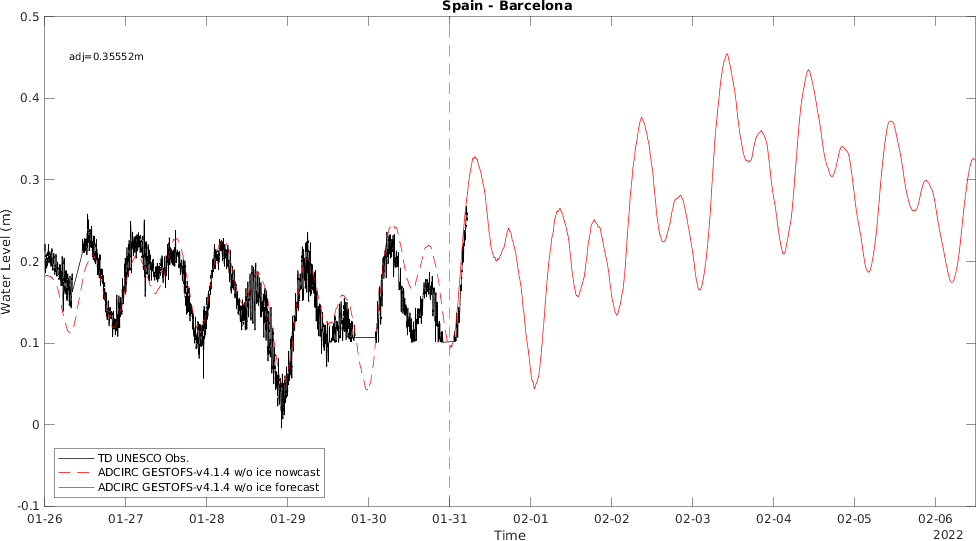 Spain - Barcelona
0.5
adj=0.35552m
0.4
0.3
0.2
0.1
0
-0.1
Water Level (m)
TD UNESCO Obs.
ADCIRC GESTOFS-v4.1.4 w/o ice nowcast
ADCIRC GESTOFS-v4.1.4 w/o ice forecast
01-26 01-27 01-28 01-29 01-30 01-31 02-01 02-02 02-03 02-04 02-05 02-06
Time
2022